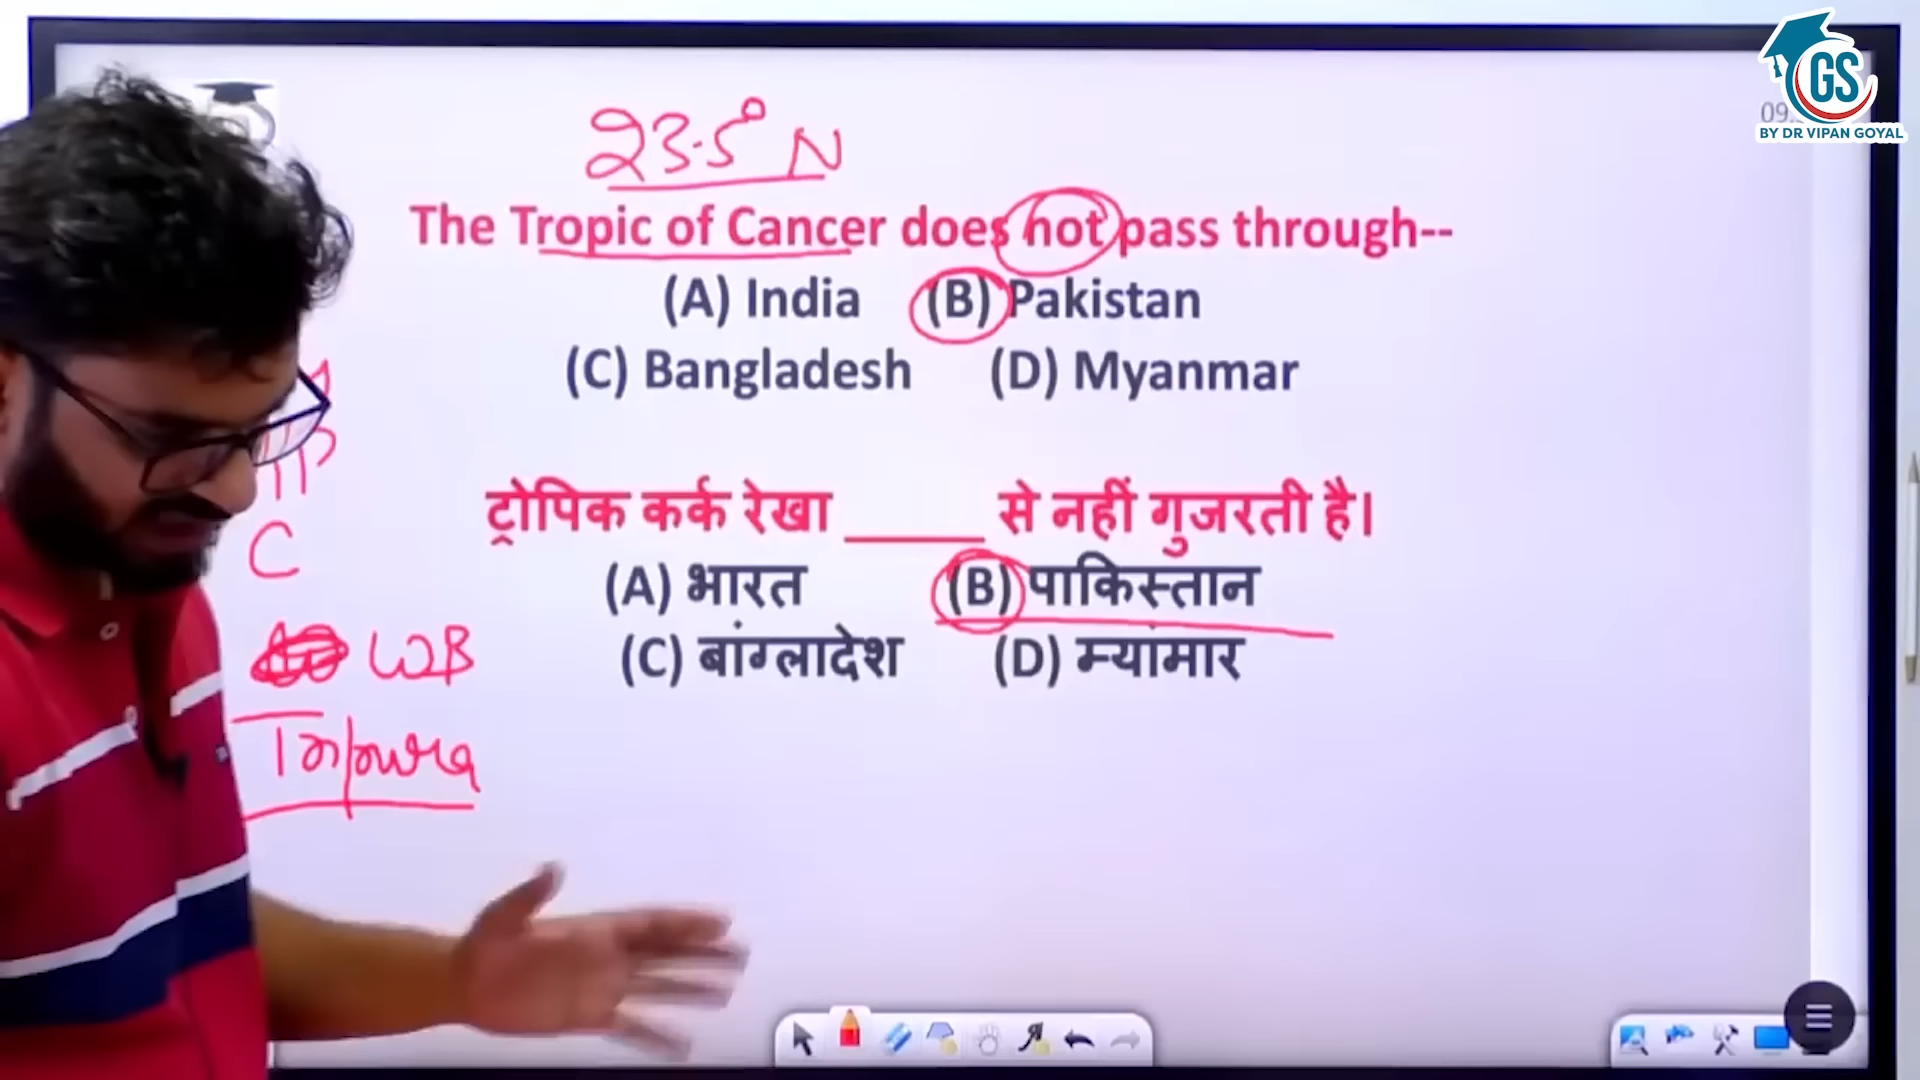 GS
BY DR VIPAN GOYAL
09.
23.5° N
The Tropic of Cancer does not pass through--
(A) India (B) Pakistan
(C) Bangladesh (D) Myanmar
ट्रोपिक कर्क रेखा ______ से नहीं गुजरती है।
(A) भारत (B) पाकिस्तान
(C) बांग्लादेश (D) म्यांमार
C
WB
Tripura